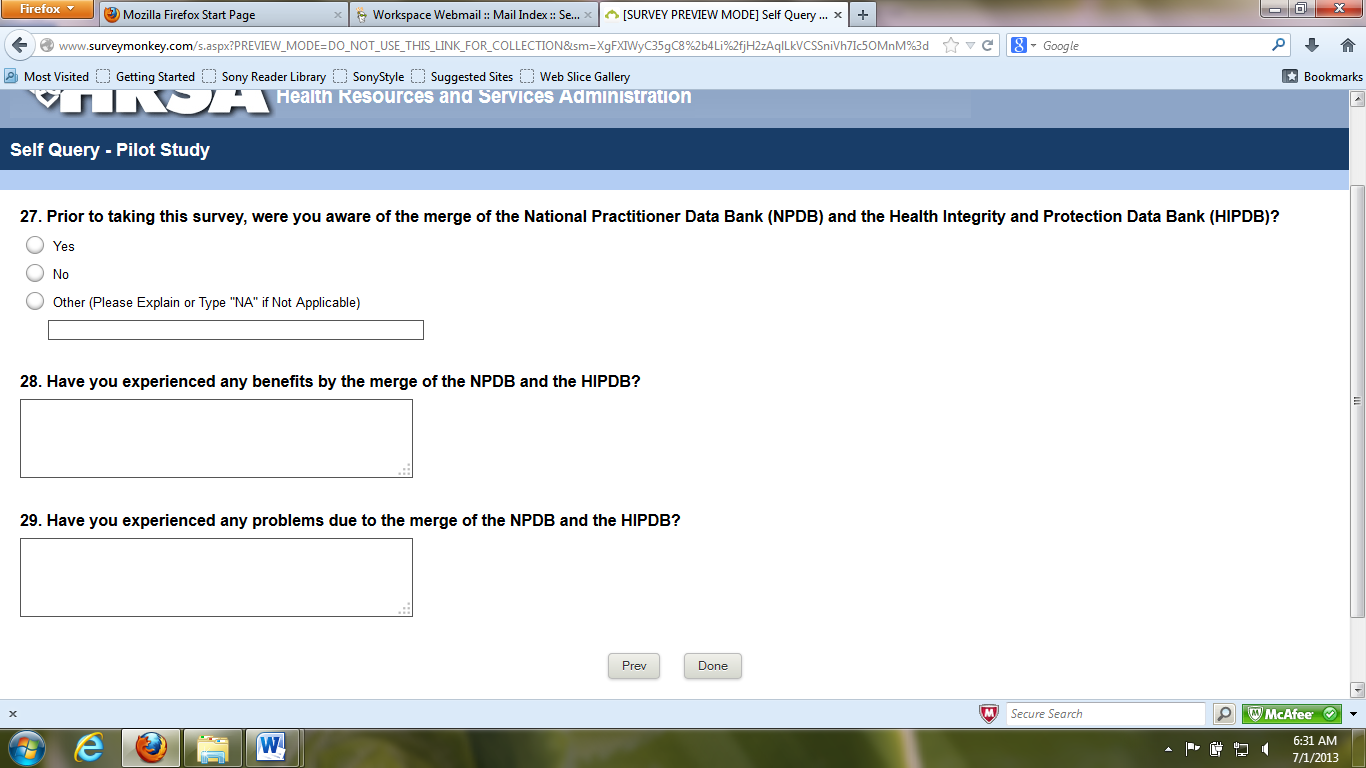 Firefox
Mozilla Firefox Start Page
Workspace Webmail :: Mail Index :: Se...
[SURVEY PREVIEW MODE] Self Query ...
www.surveymonkey.com/s.aspx?PREVIEW_MODE=DO_NOT_USE_THIS_LINK_FOR_COLLECTION&sm=XgFXIWyC35gC8%2b4Li%2fjH2zAqILkVCSSniVh7Ic5OMnM%3d
Google
Most Visited
Getting Started
Sony Reader Library
SonyStyle
Suggested Sites
Web Slice Gallery
Bookmarks
HRSA Health Resources and Services Administration
Self Query - Pilot Study
27. Prior to taking this survey, were you aware of the merge of the National Practitioner Data Bank (NPDB) and the Health Integrity and Protection Data Bank (HIPDB)?
Yes
No
Other (Please Explain or Type "NA" if Not Applicable)
28. Have you experienced any benefits by the merge of the NPDB and the HIPDB?
29. Have you experienced any problems due to the merge of the NPDB and the HIPDB?
Prev
Done
Secure Search
McAfee
6:31 AM
7/1/2013